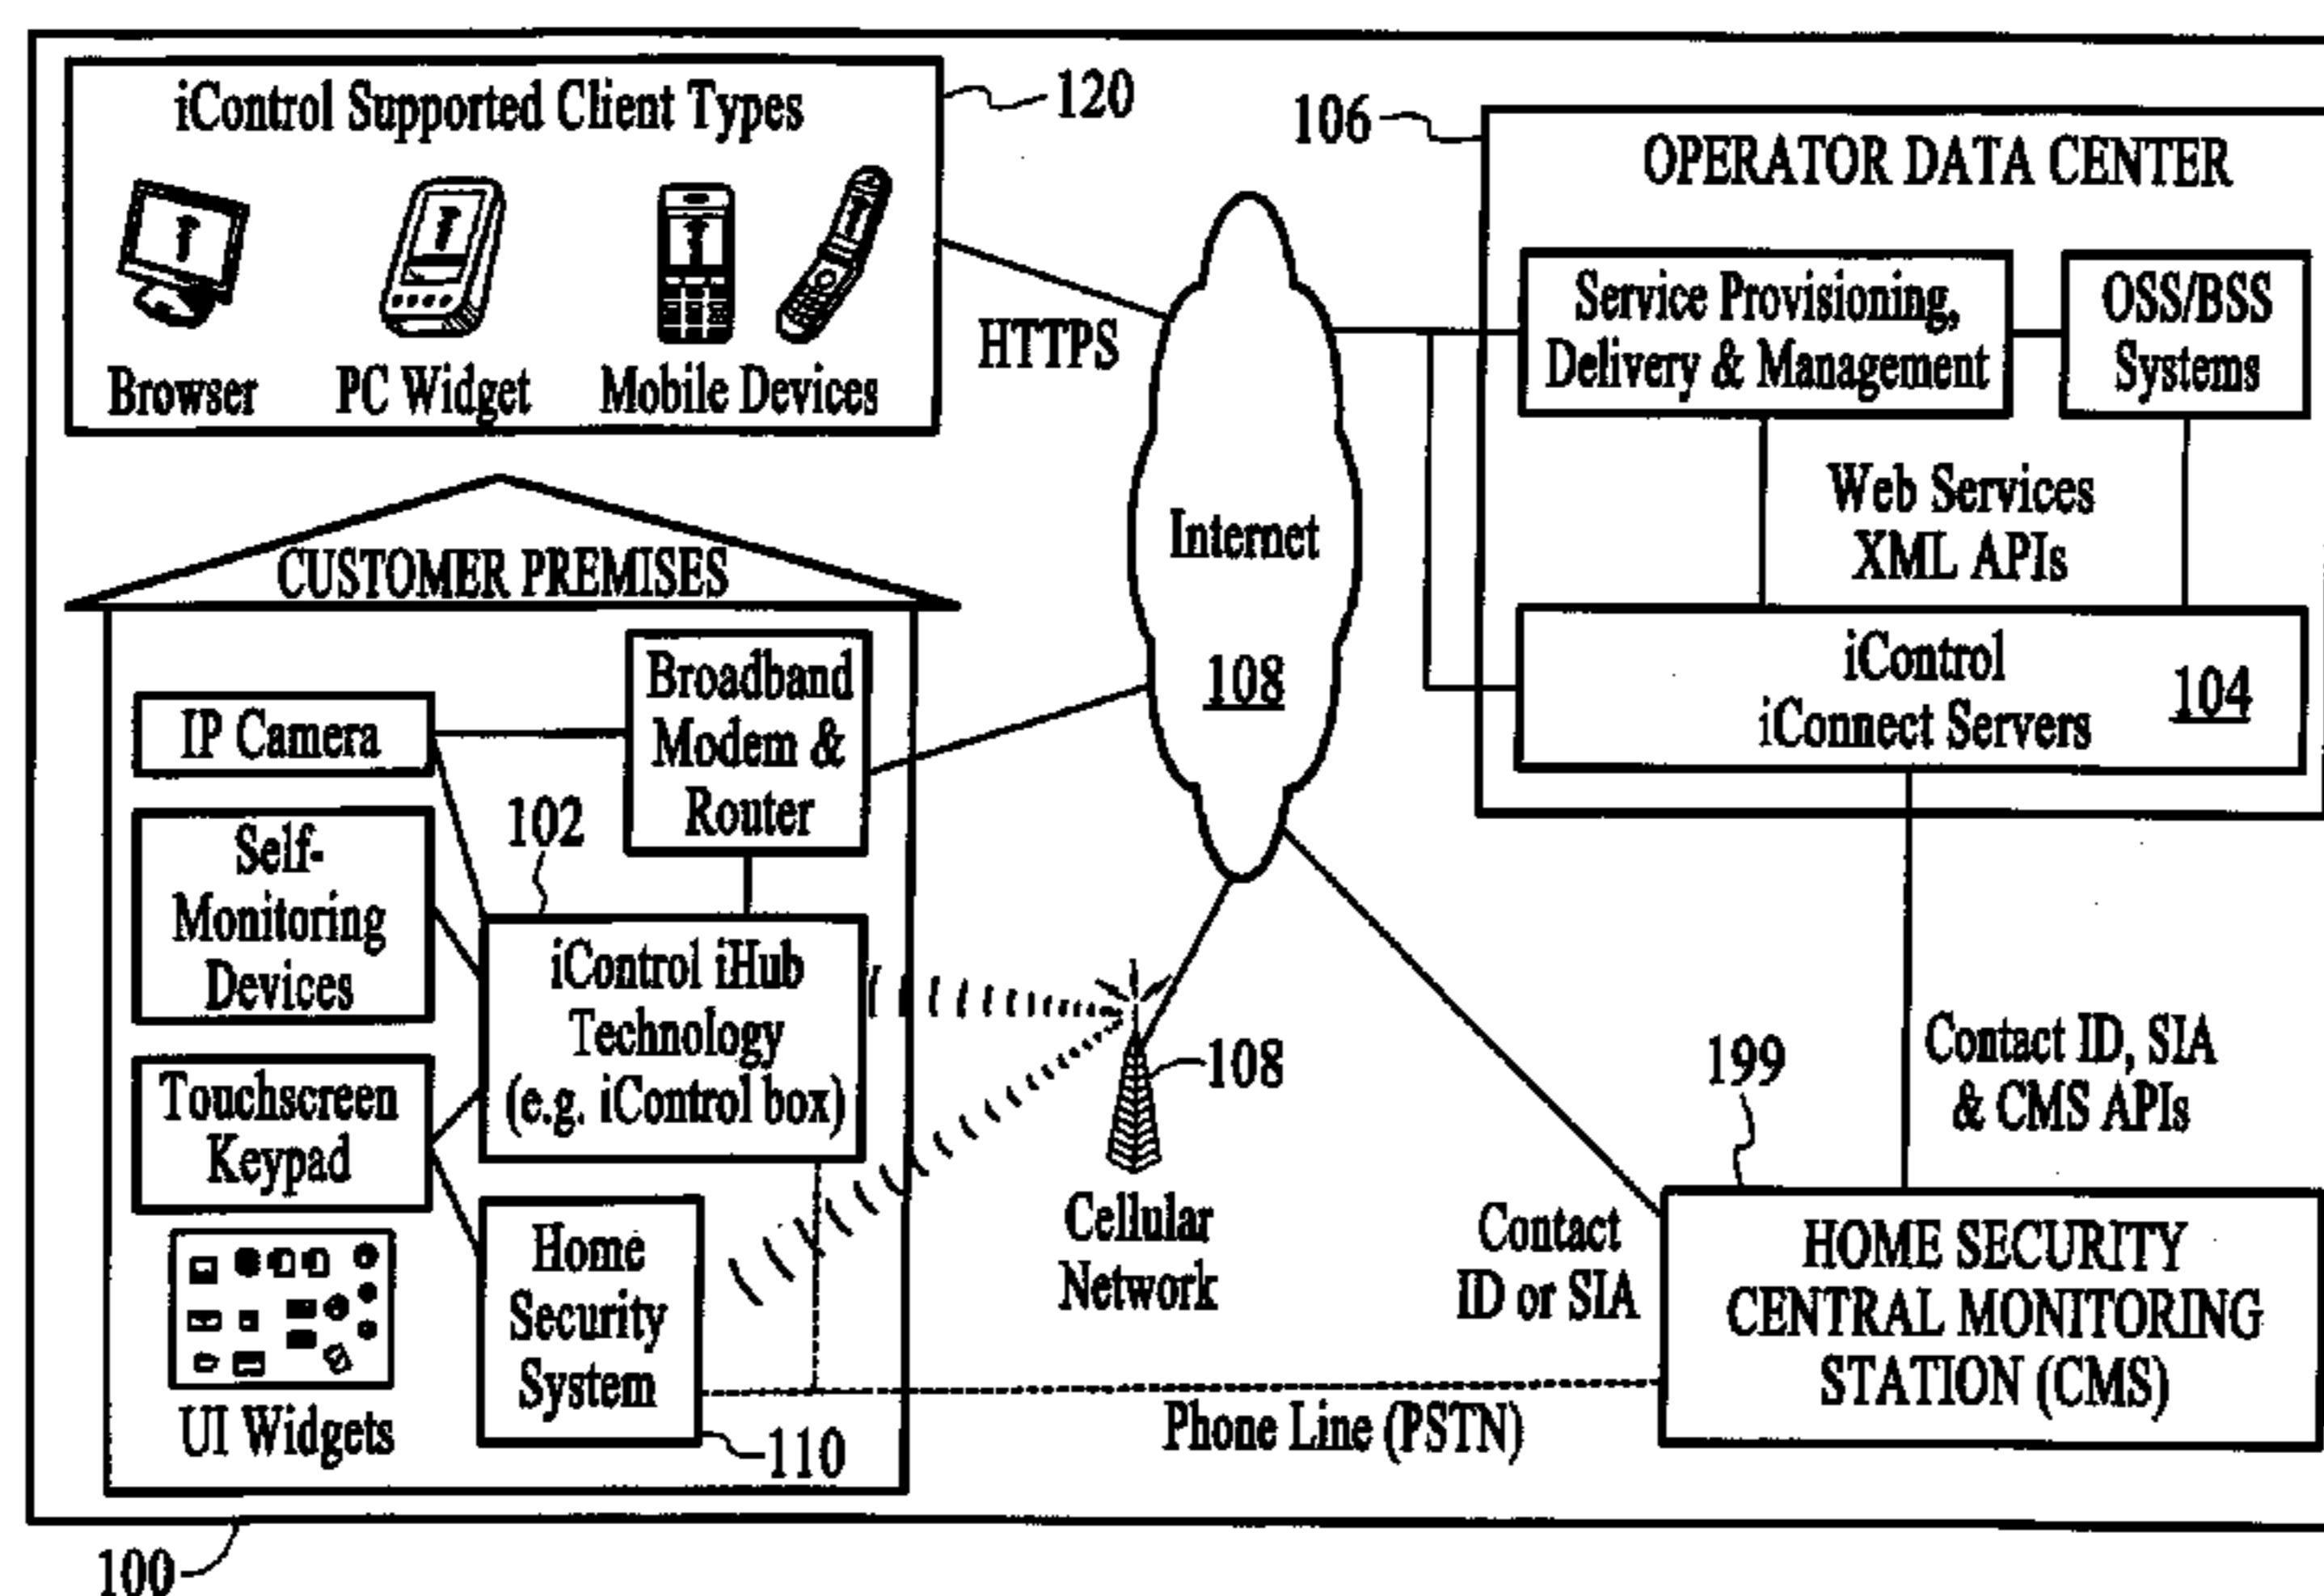 iControl Supported Client Types
120
Browser
PC Widget
Mobile Devices
HTTPS
106
OPERATOR DATA CENTER
Service Provisioning,
Delivery & Management
OSS/BSS
Systems
Web Services
XML APIs
iControl
iConnect Servers
104
Internet
108
CUSTOMER PREMISES
IP Camera
Broadband
Modem &
Router
Self-
Monitoring
Devices
102
iControl iHub
Technology
(e.g. iControl box)
Touchscreen
Keypad
Home
Security
System
110
UI Widgets
108
Cellular
Network
Contact ID, SIA
& CMS APIs
199
Contact
ID or SIA
HOME SECURITY
CENTRAL MONITORING
STATION (CMS)
Phone Line (PSTN)
100